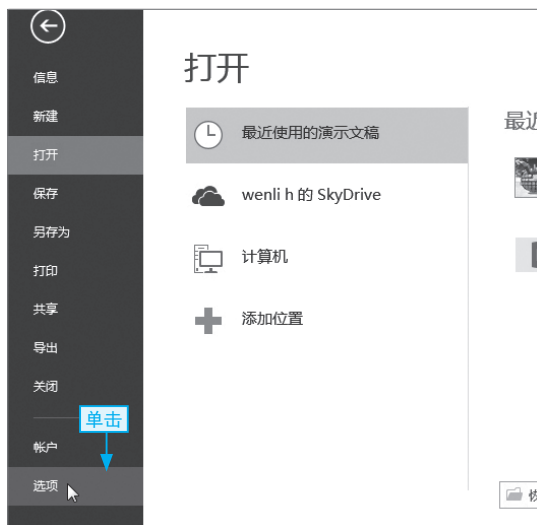 信息
新建
打开
保存
另存为
打印
共享
导出
关闭
单击
帐户
选项
打开
最近使用的演示文稿
wenli h 的 SkyDrive
计算机
添加位置
最近